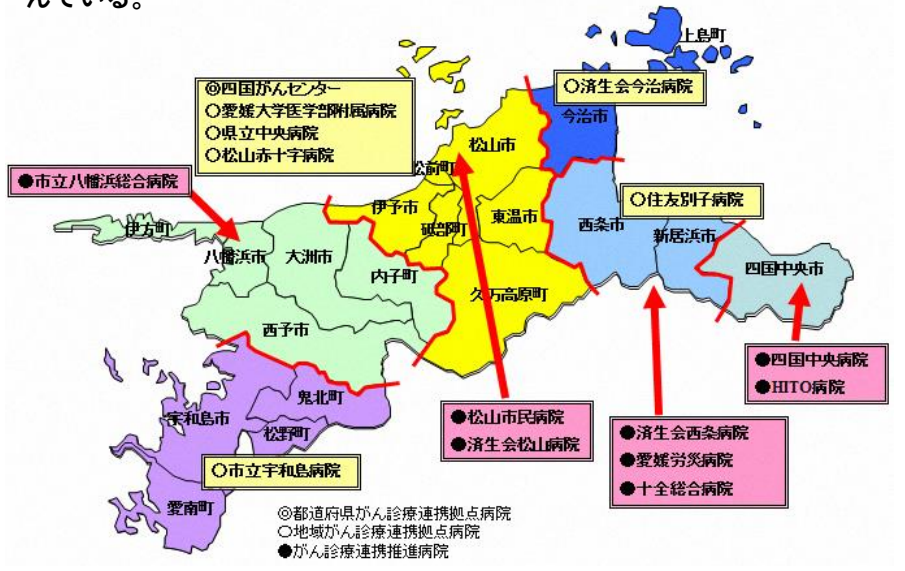 んでいる。
上島町
◎四国がんセンター
○愛媛大学医学部附属病院
○県立中央病院
○松山赤十字病院
○済生会今治病院
今治市
松山市
松前町
●市立八幡浜総合病院
伊予市
砥部町
東温市
○住友別子病院
西条市
新居浜市
伊方町
八幡浜市
大洲市
内子町
四国中央市
久万高原町
西予市
●四国中央病院
●HITO病院
鬼北町
宇和島市
松野町
●松山市民病院
●済生会松山病院
●済生会西条病院
●愛媛労災病院
●十全総合病院
○市立宇和島病院
愛南町
◎都道府県がん診療連携拠点病院
○地域がん診療連携拠点病院
●がん診療連携推進病院